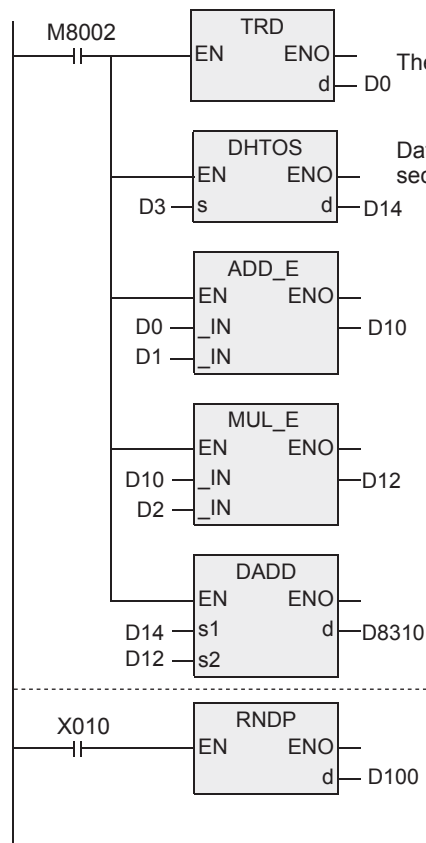 M8002
TRD
EN ENO
d D0
The
DHTOS
Da
sec
EN ENO
D3 s d D14
ADD_E
EN ENO
D0 _IN D10
D1 _IN
MUL_E
EN ENO
D10 _IN D12
D2 _IN
DADD
EN ENO
D14 s1 d D8310
D12 s2
X010
RNDP
EN ENO
d D100